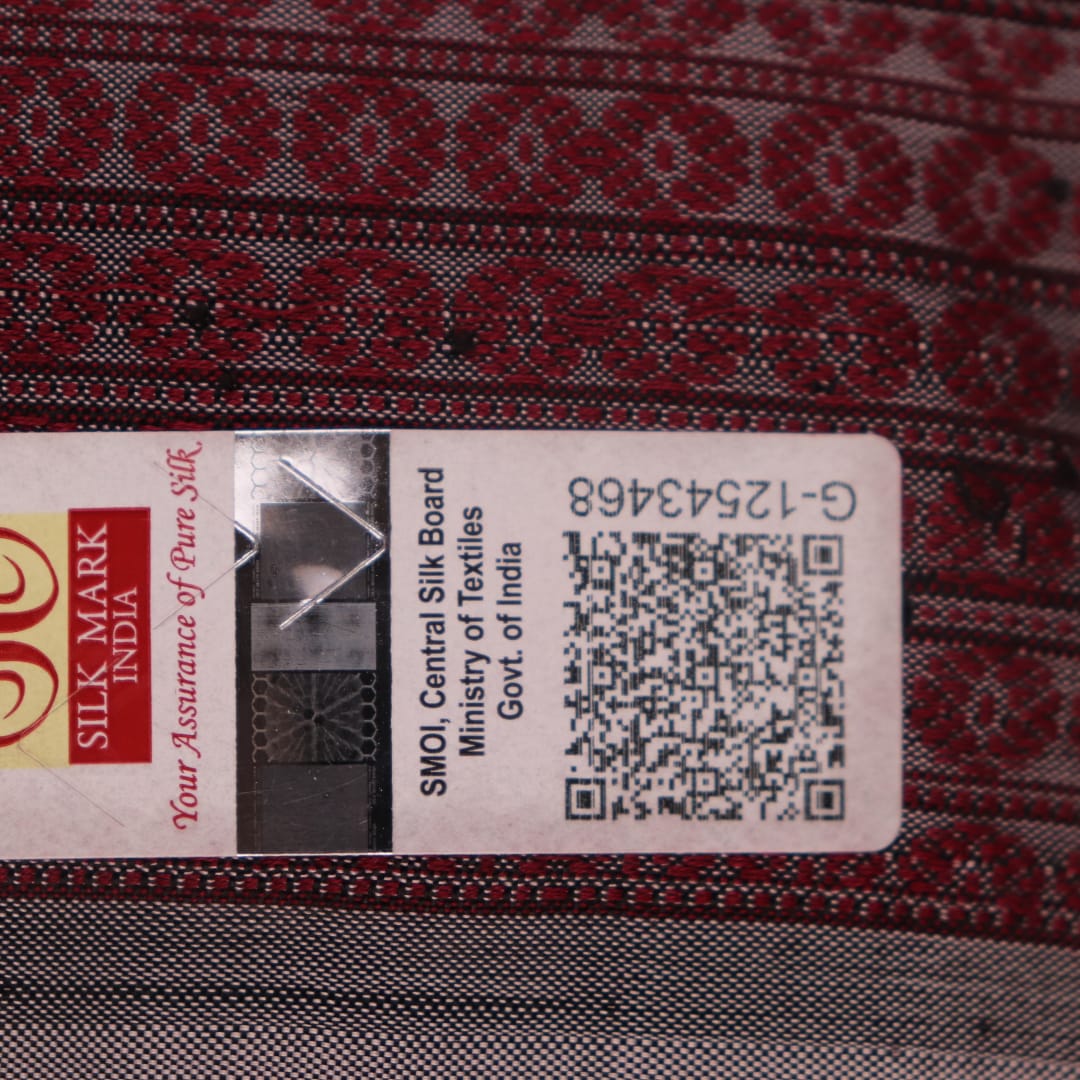 SILK MARK
INDIA
Your Assurance of Pure Silk.
SMOI, Central Silk Board
Ministry of Textiles
Govt. of India
G-12543468